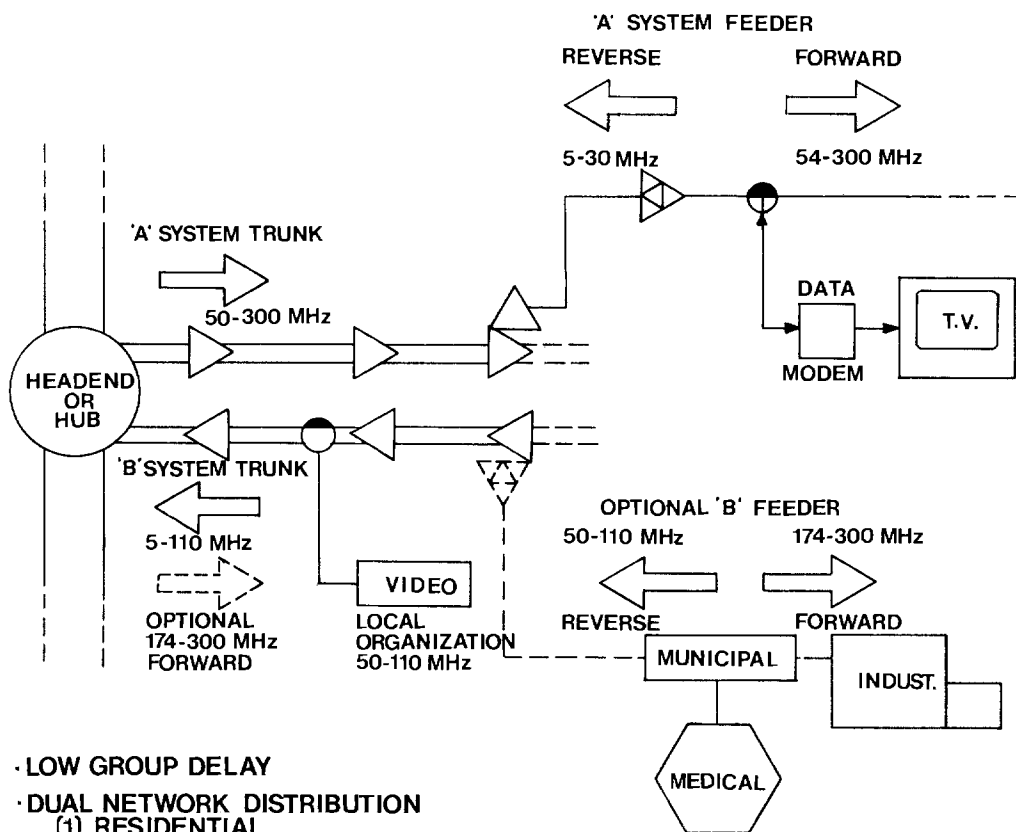 'A' SYSTEM FEEDER
REVERSE
FORWARD
5-30 MHz
54-300 MHz
'A' SYSTEM TRUNK
50-300 MHz
DATA
MODEM
T.V.
HEADEND
OR
HUB
'B' SYSTEM TRUNK
5-110 MHz
OPTIONAL
174-300 MHz
FORWARD
VIDEO
LOCAL
ORGANIZATION
50-110 MHz
OPTIONAL 'B' FEEDER
50-110 MHz
174-300 MHz
REVERSE
FORWARD
MUNICIPAL
INDUST.
MEDICAL
· LOW GROUP DELAY
· DUAL NETWORK DISTRIBUTION
(1) RESIDENTIAL